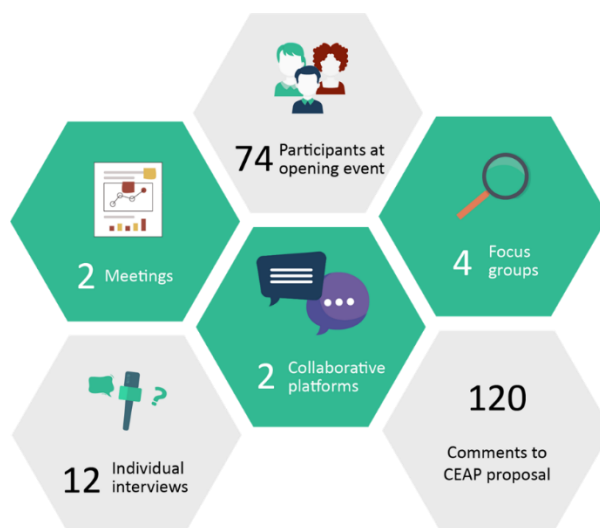 74 Participants at
opening event
2 Meetings
4 Focus
groups
2 Collaborative
platforms
12 Individual
interviews
120
Comments to
CEAP proposal